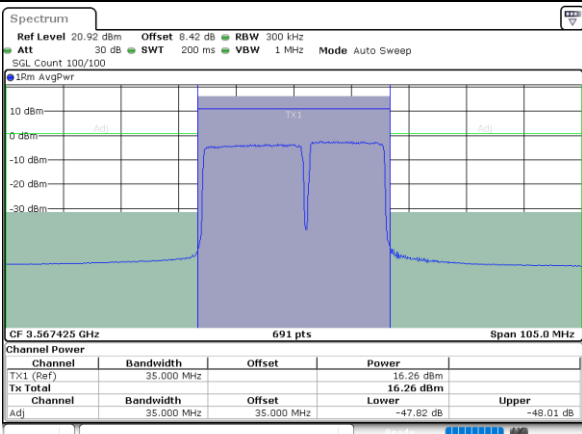 Spectrum
Ref Level 20.92 dBm Offset 8.42 dB RBW 300 kHz
Att 30 dB SWT 200 ms VBW 1 MHz Mode Auto Sweep
SGL Count 100/100
1Rm AvgPwr
10 dBm
TX1
Adj
Adj
0 dBm
-10 dBm
-20 dBm
-30 dBm
CF 3.567425 GHz 691 pts Span 105.0 MHz
Channel Power
Channel Bandwidth Offset Power
TX1 (Ref) 35.000 MHz 16.26 dBm
Tx Total 16.26 dBm
Channel Bandwidth Offset Lower Upper
Adj 35.000 MHz 35.000 MHz -47.82 dB -48.01 dB